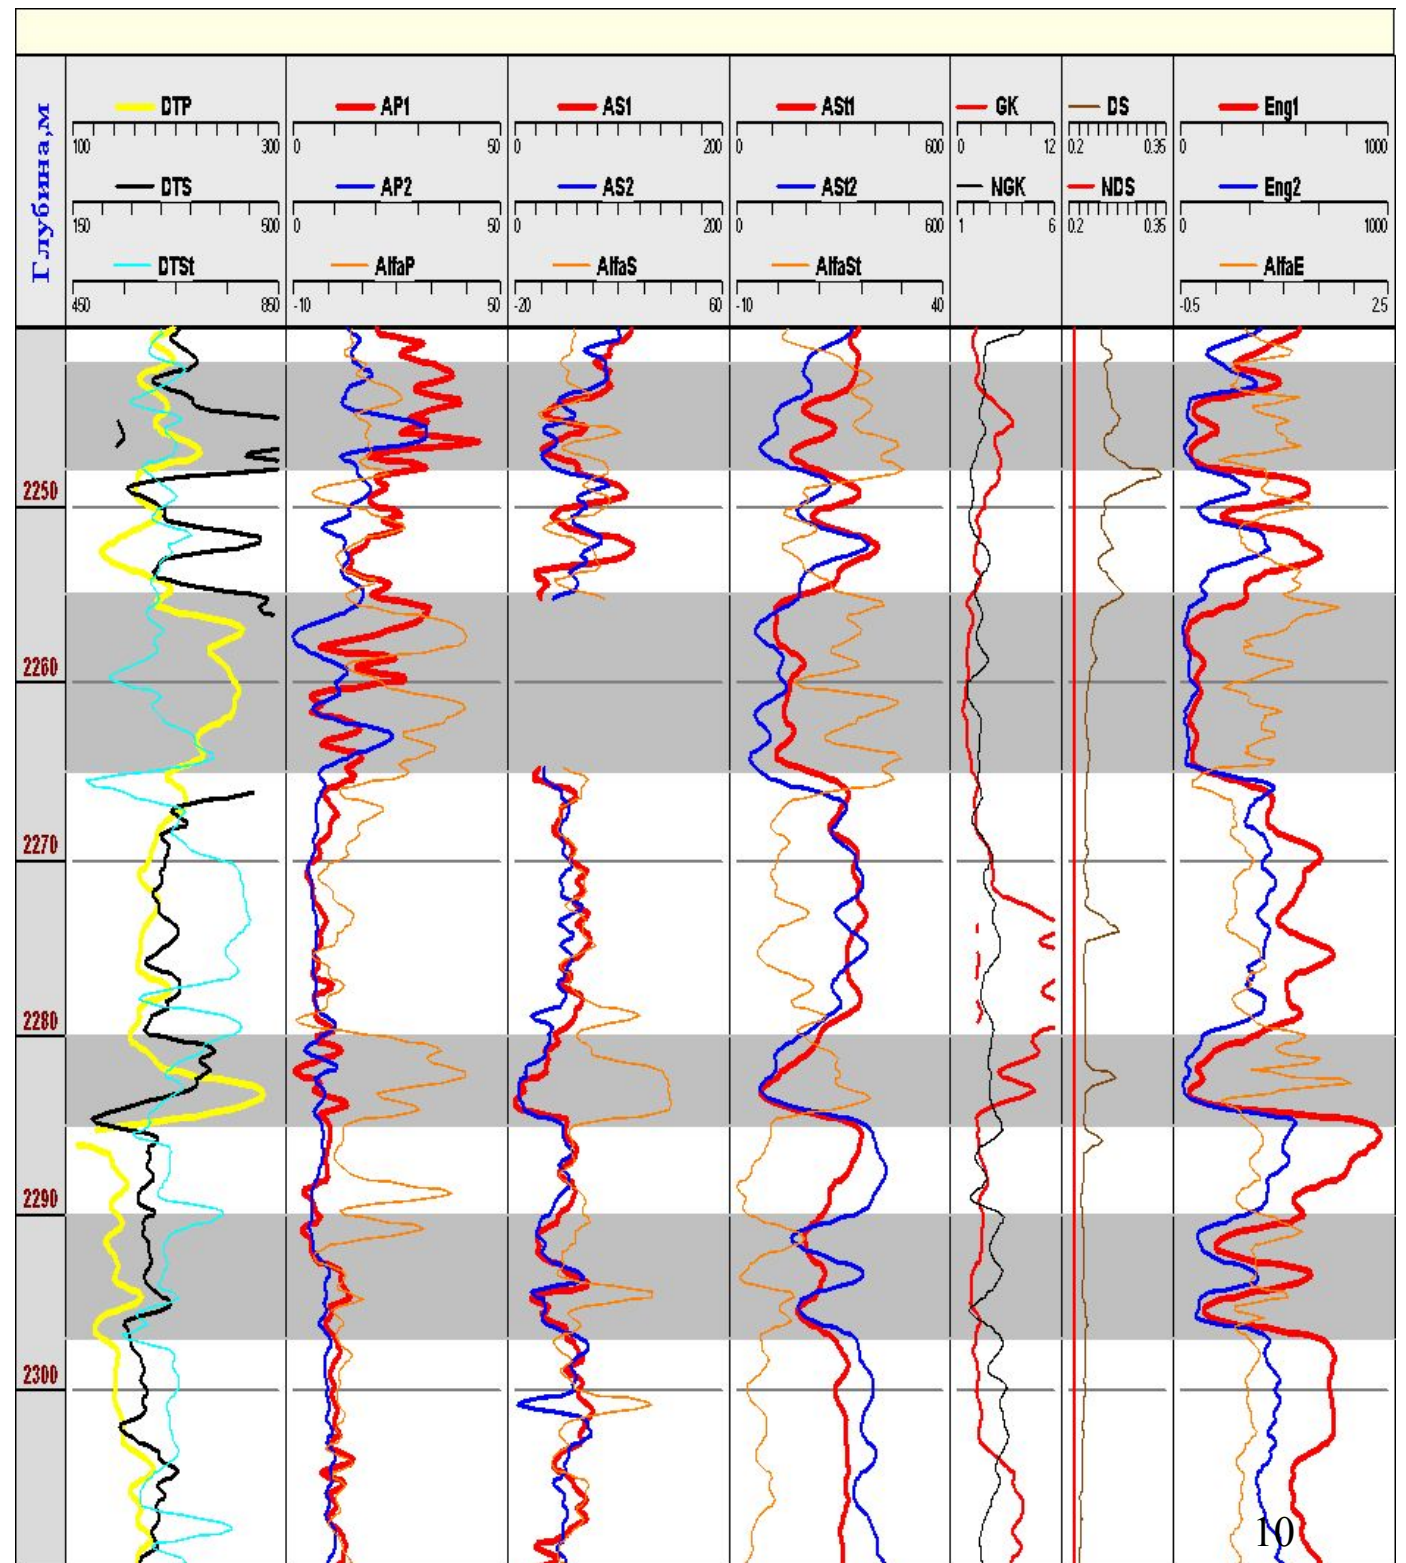 Глубина,м
DTP AP1 AS1 ASt1 GK DS Eng1
100 300 0 50 0 200 0 600 0 12 0.2 0.35 0 1000
DTS AP2 AS2 ASt2 NGK NDS Eng2
150 500 0 50 0 200 0 600 1 6 0.2 0.35 0 1000
DTSt AlfaP AlfaS AlfaSt AlfaE
450 850 -10 50 -20 60 -10 40 -0.5 2.5
2250
2260
2270
2280
2290
2300
10